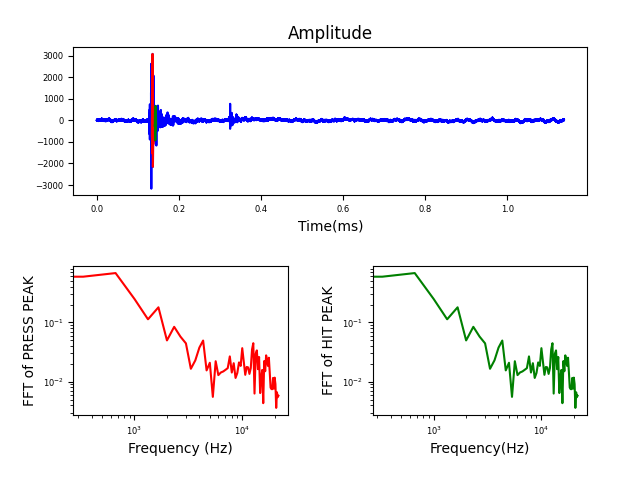 Amplitude
3000
2000
1000
0
−1000
−2000
−3000
0.0 0.2 0.4 0.6 0.8 1.0
Time(ms)
FFT of PRESS PEAK
10⁻¹
10⁻²
10³ 10⁴
Frequency (Hz)
FFT of HIT PEAK
10⁻¹
10⁻²
10³ 10⁴
Frequency(Hz)